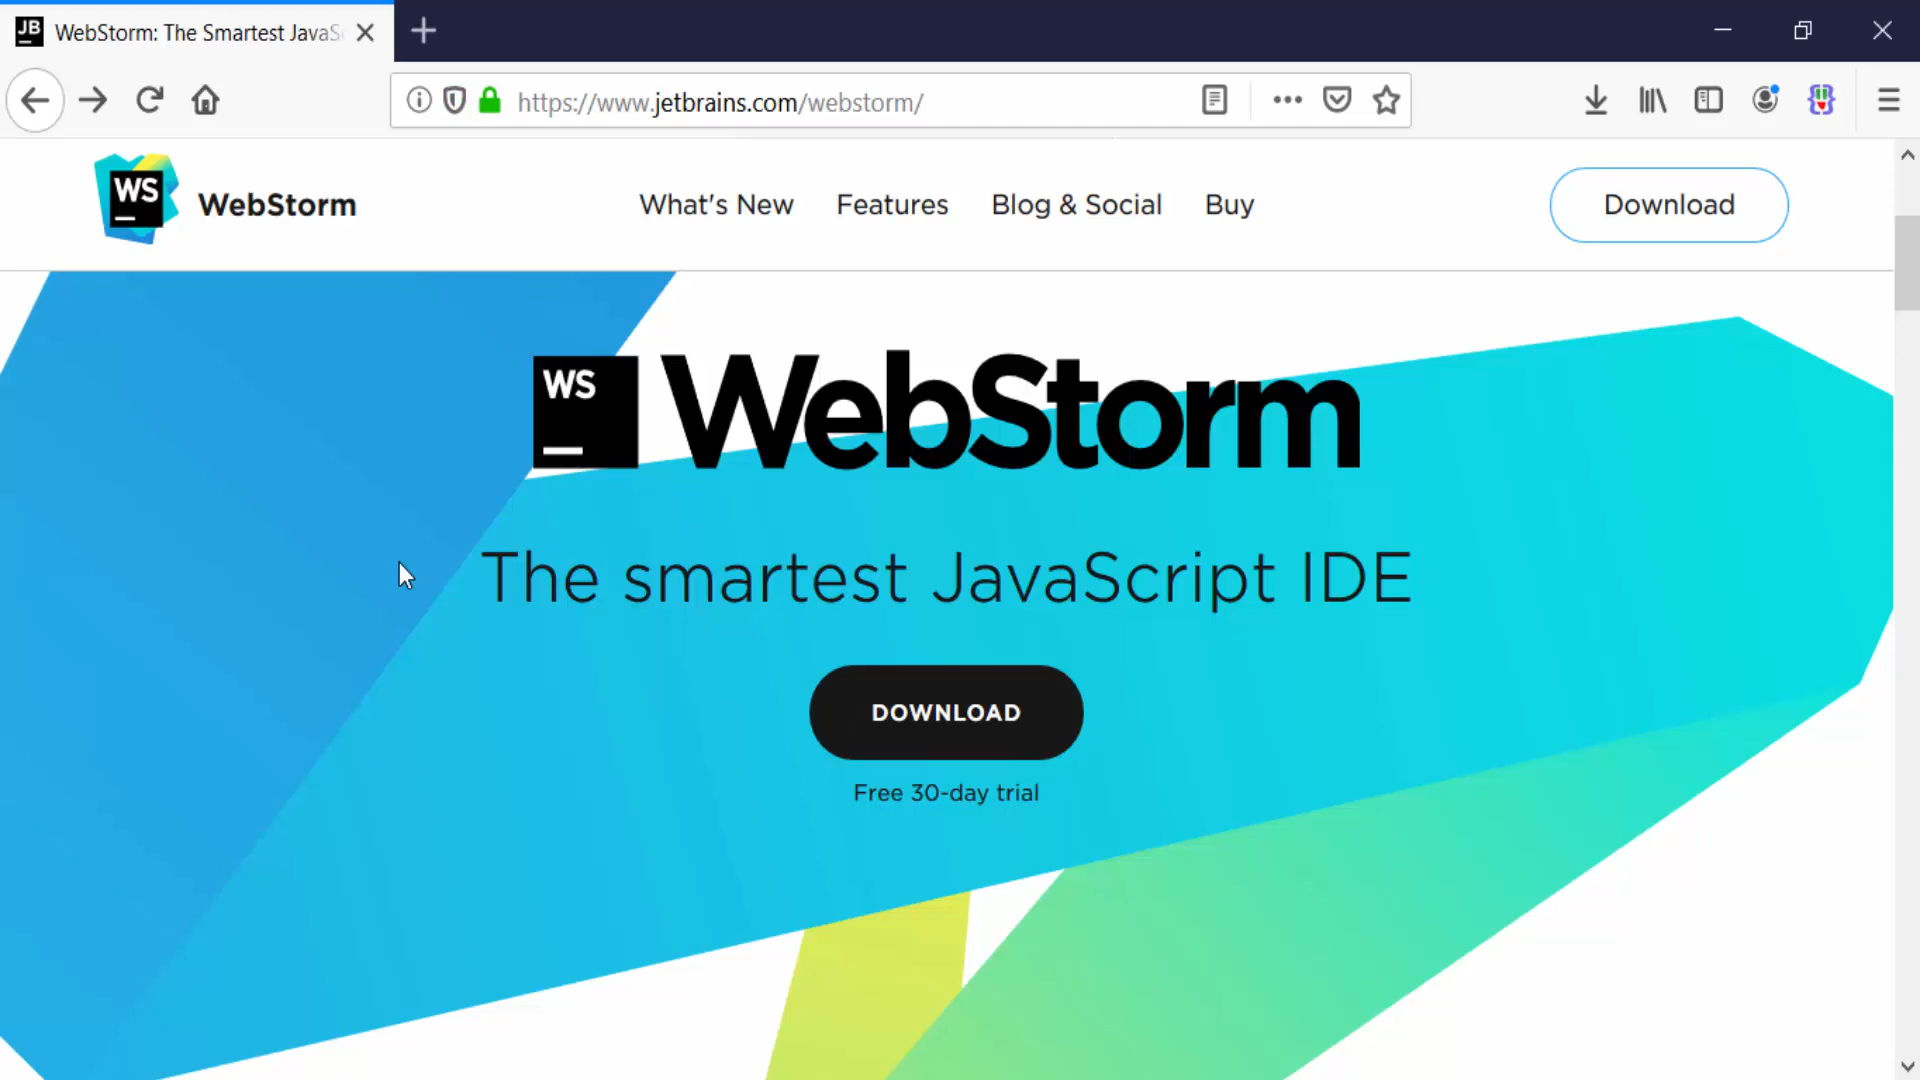 JB
WebStorm: The Smartest JavaS
https://www.jetbrains.com/webstorm/
WS
WebStorm
What's New
Features
Blog & Social
Buy
Download
WS
WebStorm
The smartest JavaScript IDE
DOWNLOAD
Free 30-day trial